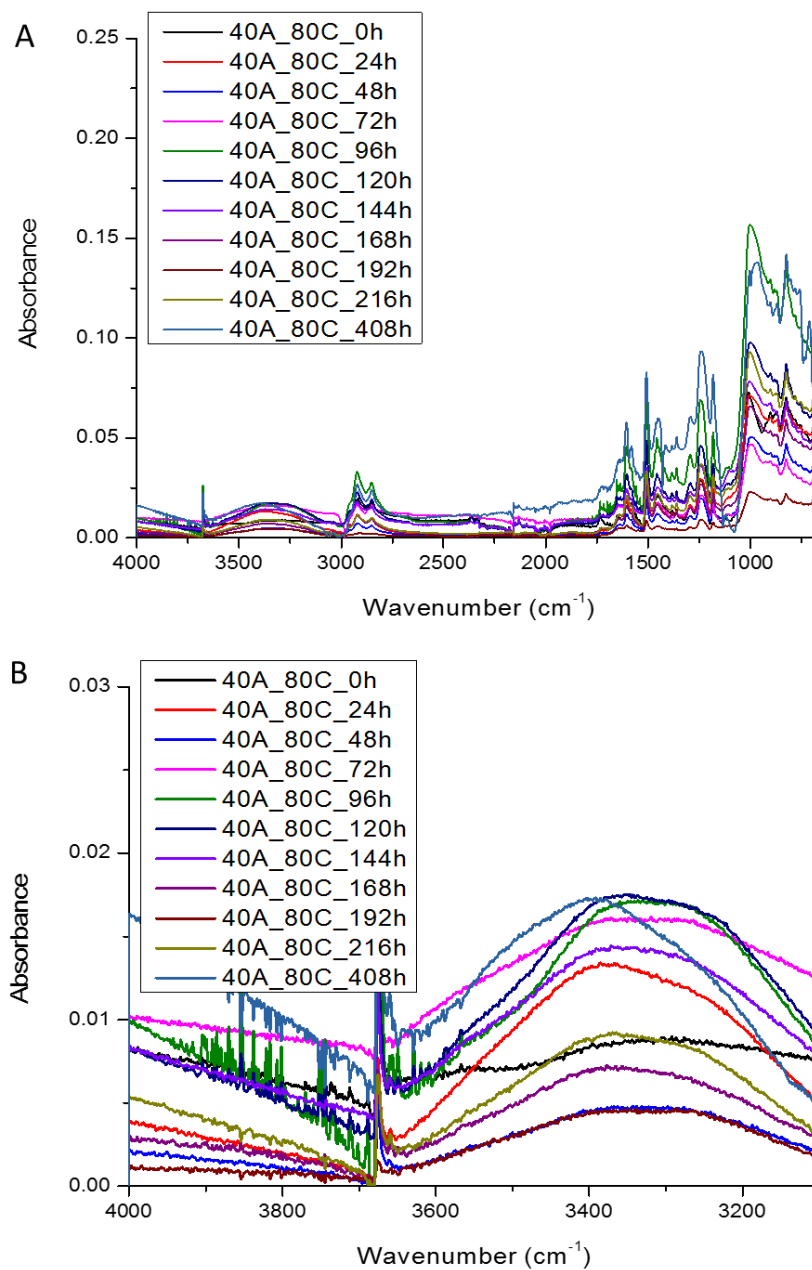 A
0.25
0.20
0.15
0.10
0.05
0.00
Absorbance
40A_80C_0h
40A_80C_24h
40A_80C_48h
40A_80C_72h
40A_80C_96h
40A_80C_120h
40A_80C_144h
40A_80C_168h
40A_80C_192h
40A_80C_216h
40A_80C_408h
4000 3500 3000 2500 2000 1500 1000
Wavenumber (cm⁻¹)
B
0.03
0.02
0.01
0.00
Absorbance
40A_80C_0h
40A_80C_24h
40A_80C_48h
40A_80C_72h
40A_80C_96h
40A_80C_120h
40A_80C_144h
40A_80C_168h
40A_80C_192h
40A_80C_216h
40A_80C_408h
4000 3800 3600 3400 3200
Wavenumber (cm⁻¹)